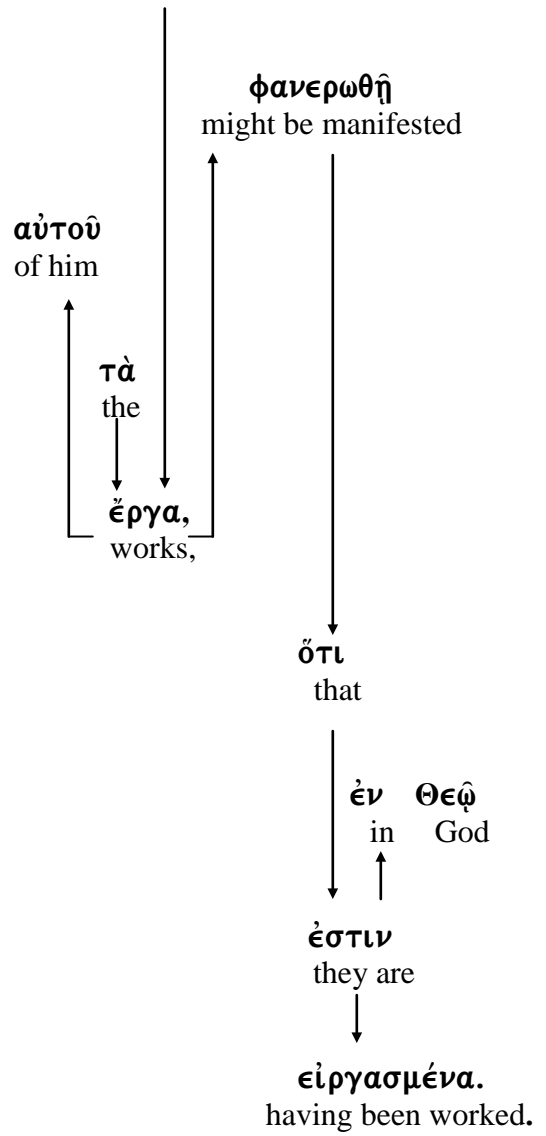 φανερωθῇ
might be manifested
αὐτοῦ
of him
τὰ
the
ἔργα,
works,
ὅτι
that
ἐν Θεῷ
in God
ἐστιν
they are
εἰργασμένα.
having been worked.